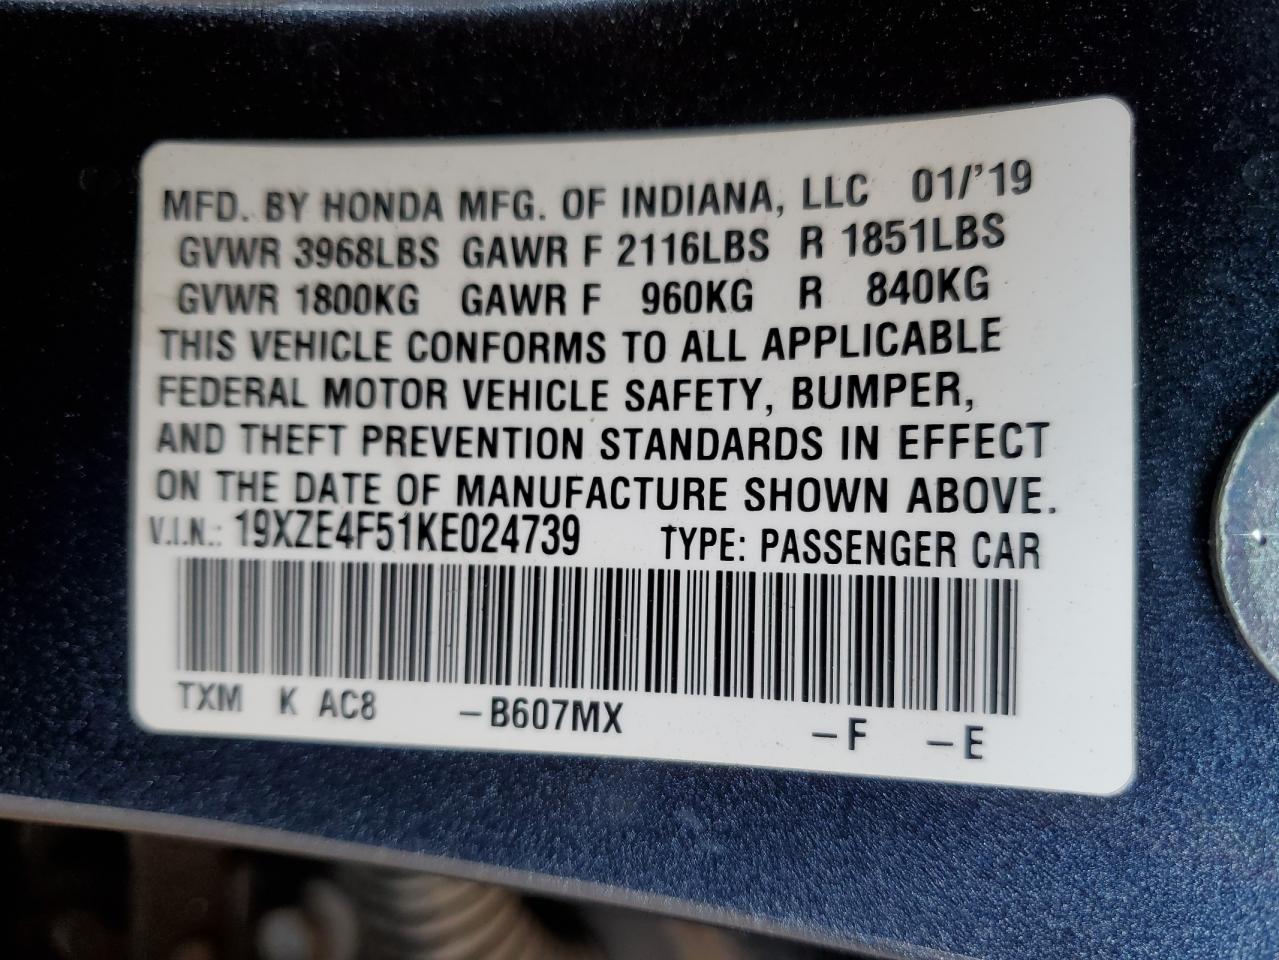 MFD. BY HONDA MFG. OF INDIANA, LLC 01/'19
GVWR 3968LBS GAWR F 2116LBS R 1851LBS
GVWR 1800KG GAWR F 960KG R 840KG
THIS VEHICLE CONFORMS TO ALL APPLICABLE
FEDERAL MOTOR VEHICLE SAFETY, BUMPER,
AND THEFT PREVENTION STANDARDS IN EFFECT
ON THE DATE OF MANUFACTURE SHOWN ABOVE.
V.I.N.: 19XZE4F51KE024739 TYPE: PASSENGER CAR
TXM K AC8 –B607MX –F –E